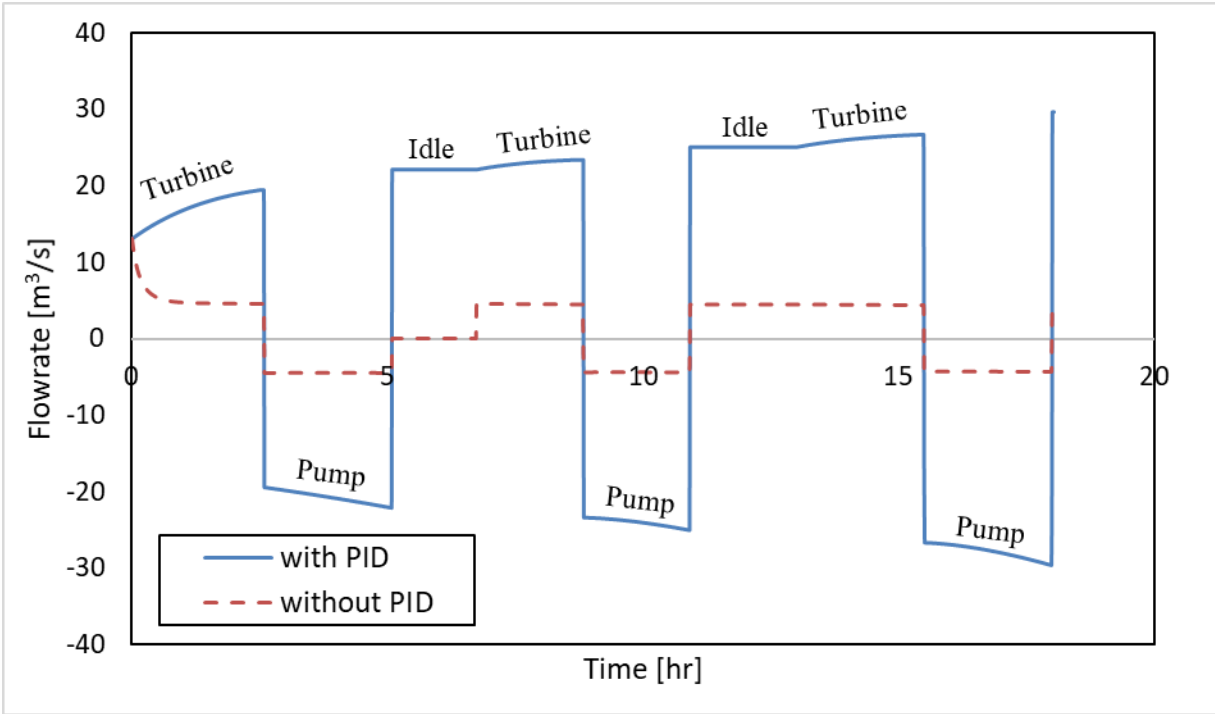 40
30
20
10
0
-10
-20
-30
-40
Flowrate [m³/s]
Turbine
Idle
Turbine
Idle
Turbine
0
5
10
15
20
Pump
Pump
Pump
with PID
without PID
Time [hr]